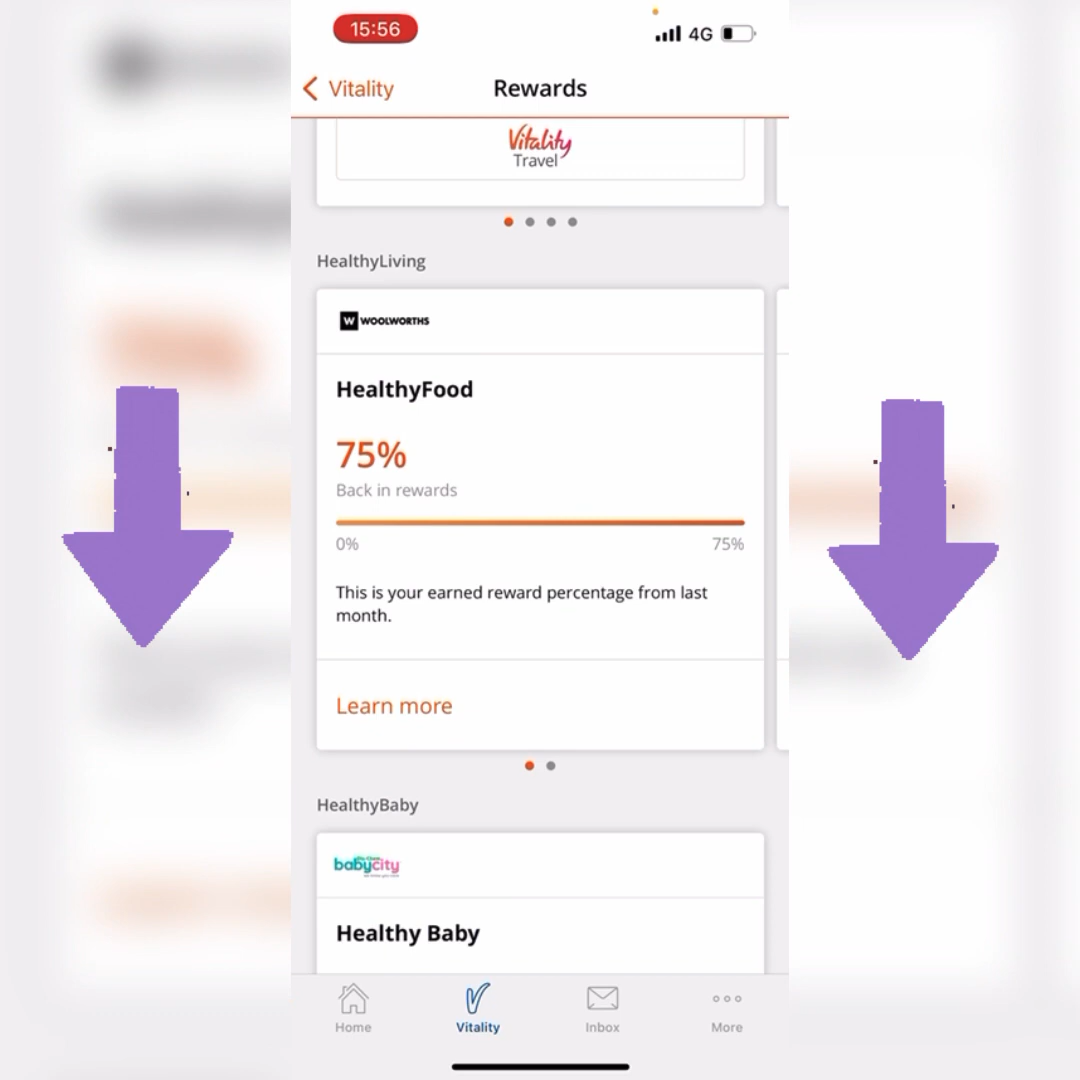 15:56
4G
Vitality
Rewards
Vitality
Travel
HealthyLiving
W WOOLWORTHS
HealthyFood
75%
Back in rewards
0%
75%
This is your earned reward percentage from last
month.
Learn more
HealthyBaby
babycity
Healthy Baby
Home
Vitality
Inbox
More